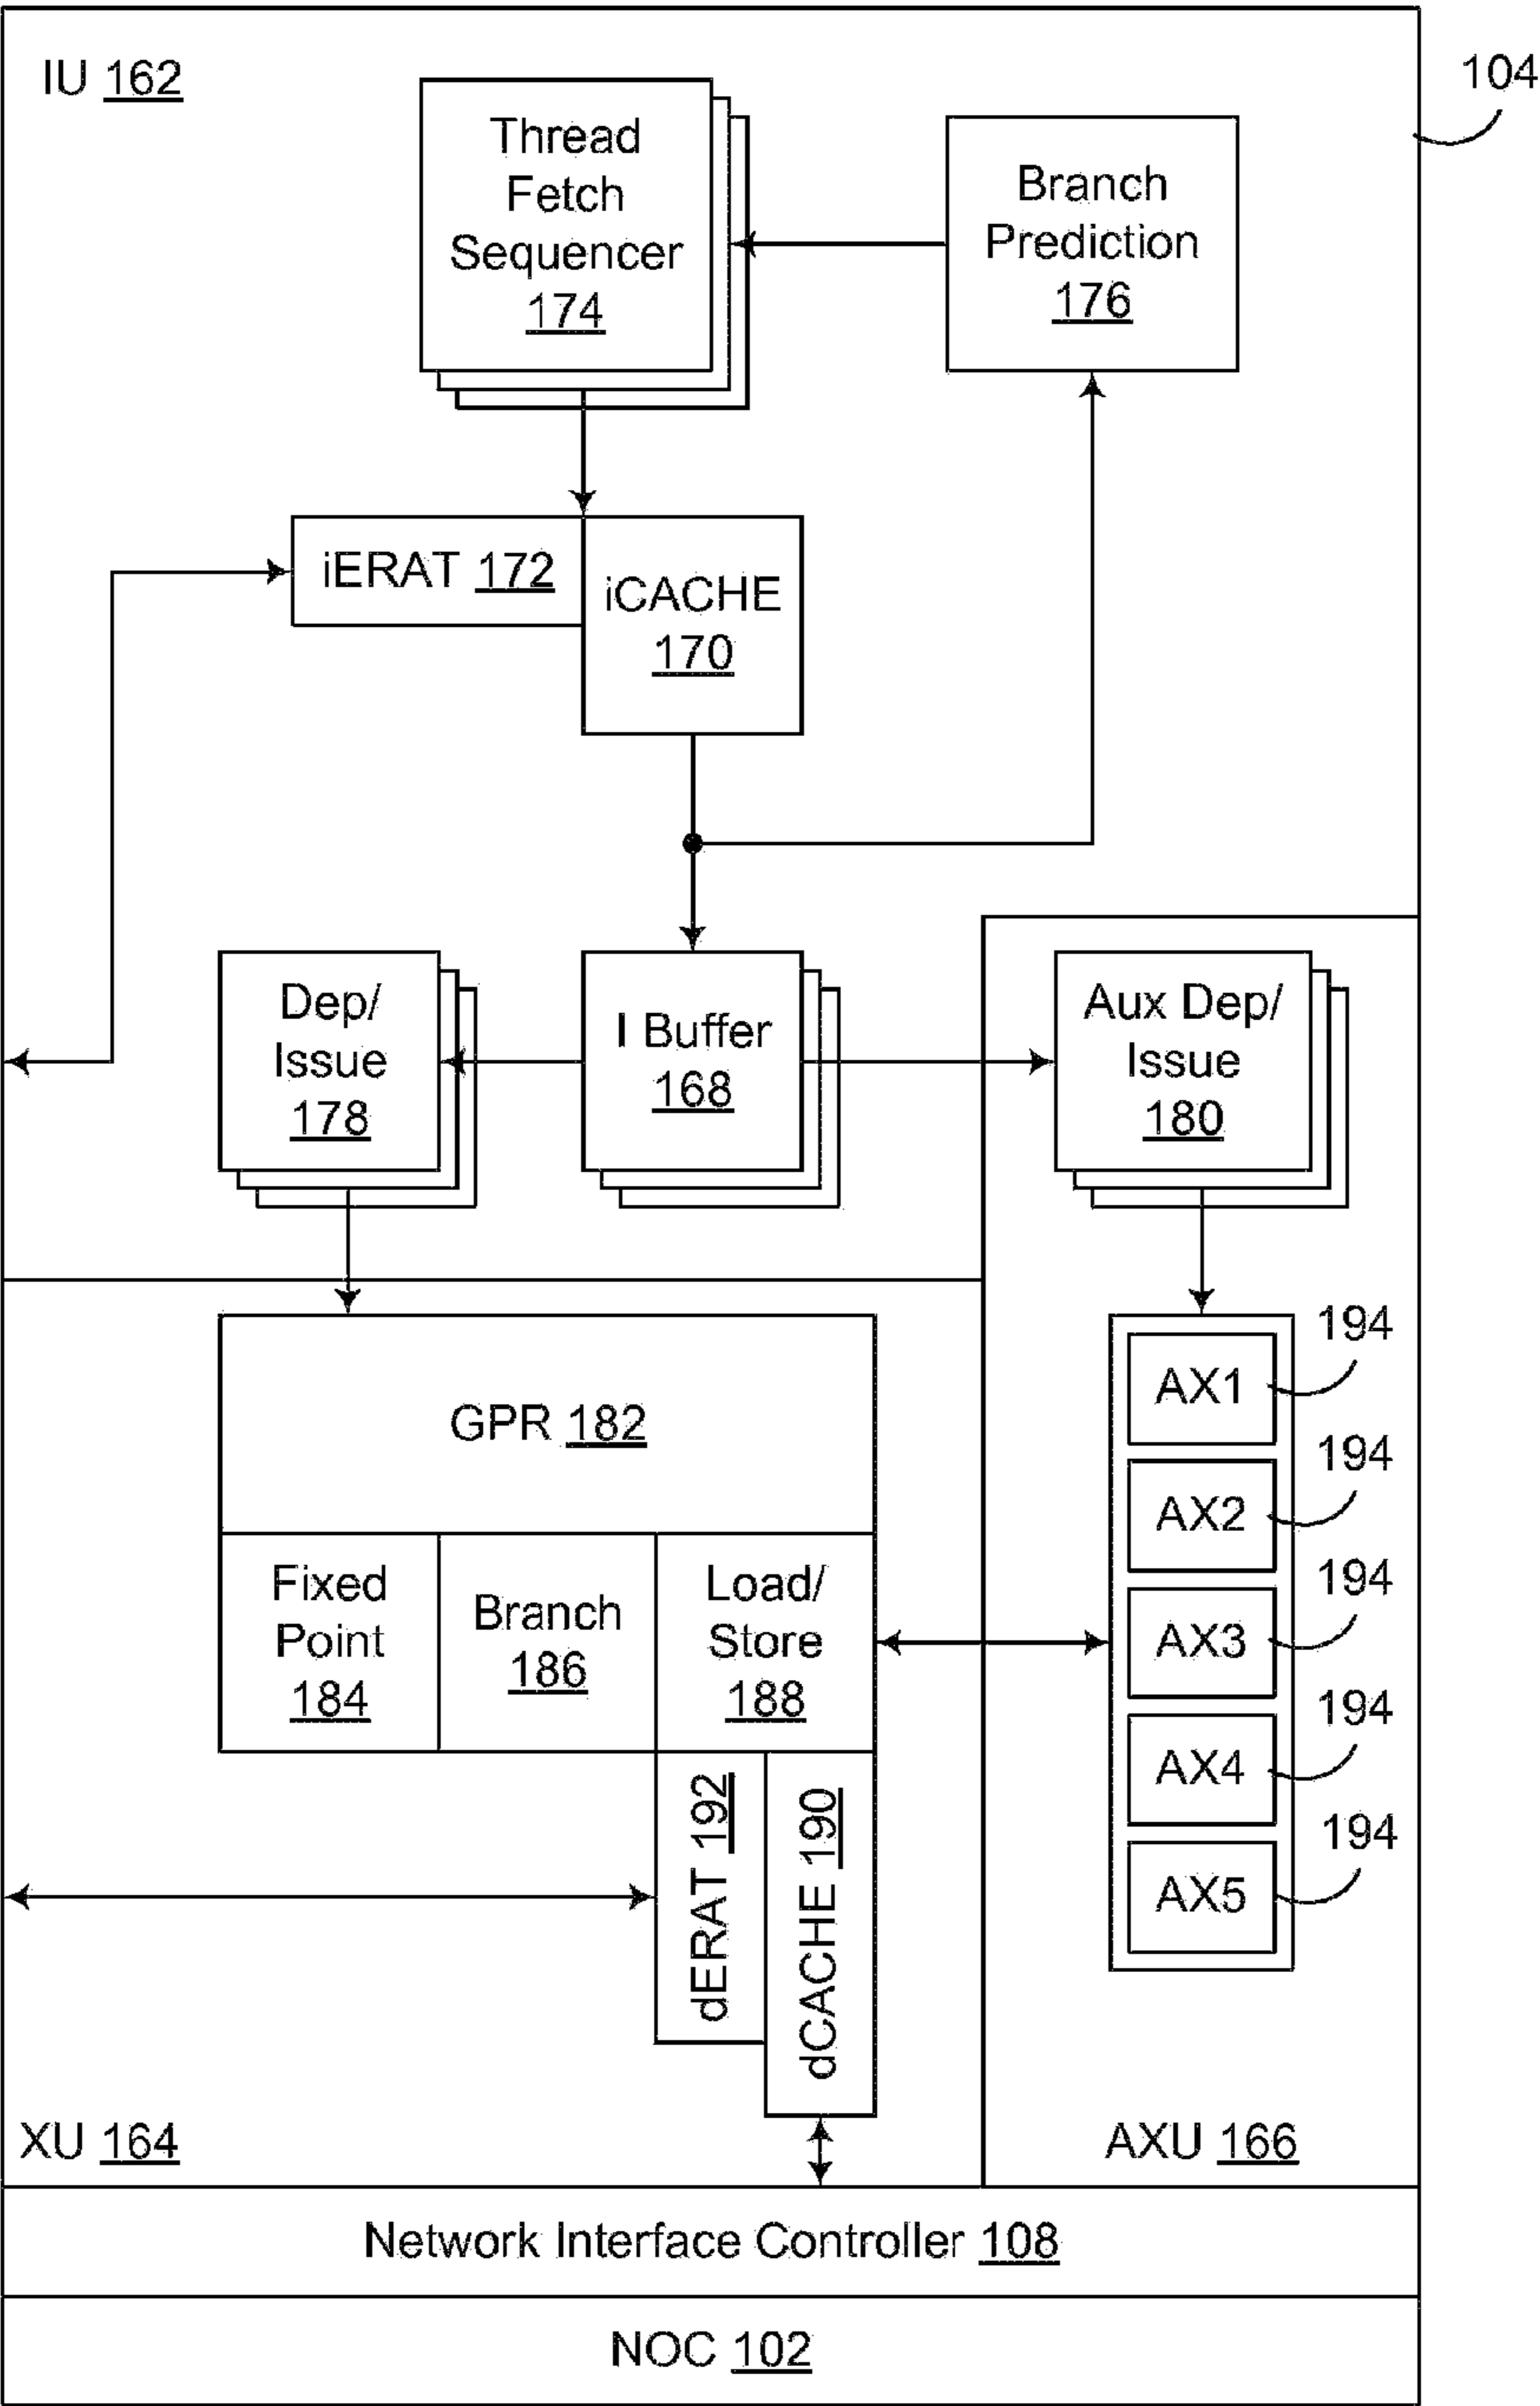 IU 162
104
Thread
Fetch
Sequencer
174
Branch
Prediction
176
iERAT 172
iCACHE
170
Dep/
Issue
178
I Buffer
168
Aux Dep/
Issue
180
GPR 182
Fixed
Point
184
Branch
186
Load/
Store
188
dERAT 192
dCACHE 190
AX1
194
AX2
194
AX3
194
AX4
194
AX5
194
XU 164
AXU 166
Network Interface Controller 108
NOC 102